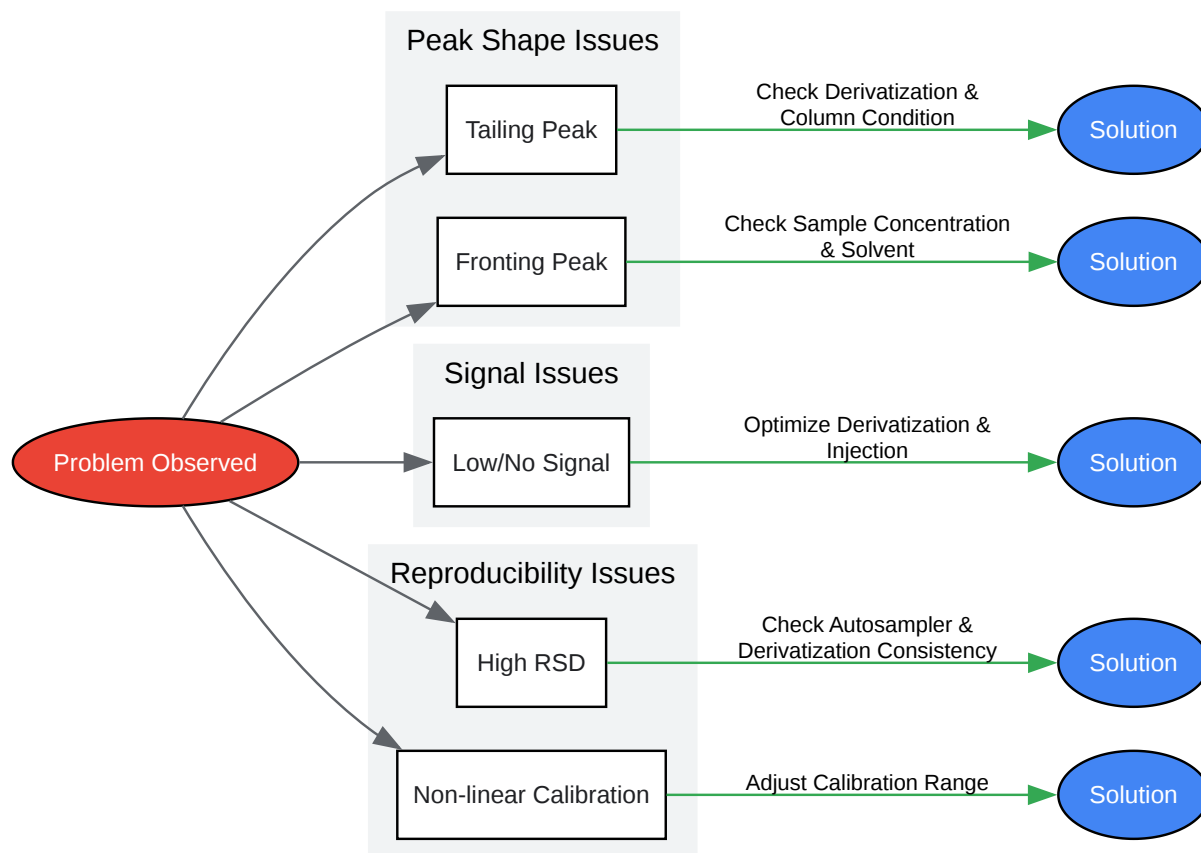 Peak Shape Issues
Tailing Peak
Check Derivatization &
Column Condition
Solution
Fronting Peak
Check Sample Concentration
& Solvent
Solution
Signal Issues
Problem Observed
Low/No Signal
Optimize Derivatization &
Injection
Solution
Reproducibility Issues
High RSD
Check Autosampler &
Derivatization Consistency
Solution
Non-linear Calibration
Adjust Calibration Range
Solution